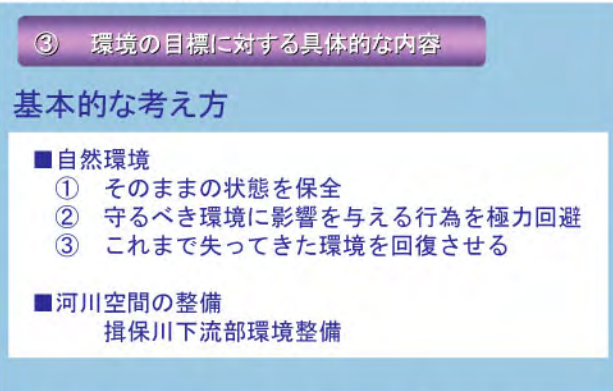 ③ 環境の目標に対する具体的な内容
基本的な考え方
■自然環境
① そのままの状態を保全
② 守るべき環境に影響を与える行為を極力回避
③ これまで失ってきた環境を回復させる
■河川空間の整備
揖保川下流部環境整備